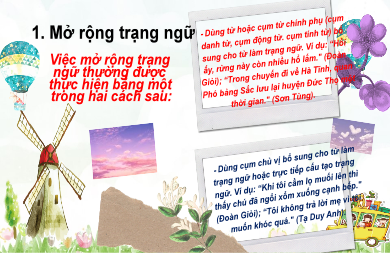 1. Mở rộng trạng ngữ
Việc mở rộng trạng
ngữ thường được
thực hiện bằng một
trong hai cách sau:
- Dùng từ hoặc cụm từ chính phụ (cụm
danh từ, cụm động từ. cụm tính từ) bổ
sung cho từ làm trạng ngữ. Ví dụ: “Hồi
ấy, rừng này còn nhiều hổ lắm.” (Đoàn
Giỏi); “Trong chuyến đi về Hà Tĩnh,
Phó bảng Sắc lưu lại huyện Đức Thọ một
thời gian.” (Sơn Tùng).
- Dụng cụm chủ vị bổ sung cho từ làm
trạng ngữ hoặc trực tiếp cấu tạo trạng
ngữ. Ví dụ: “Khi tôi cầm lọ muối lên thì
thấy chú đã ngồi xổm xuống cạnh bếp.”
(Đoàn Giỏi); “Tôi không trả lời mẹ vì tôi
muốn khóc quá.” (Tạ Duy Anh).